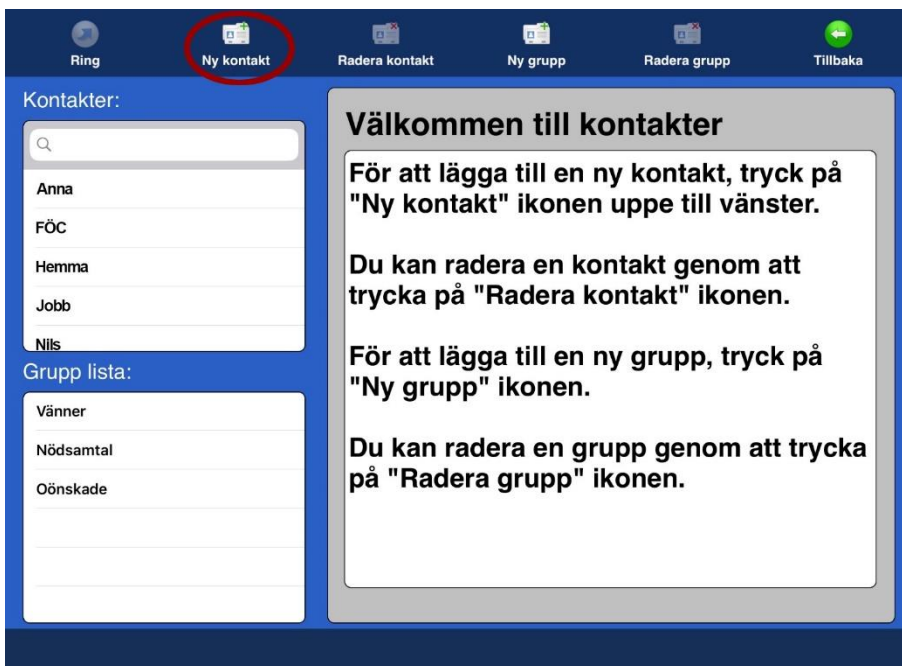 Ring
Ny kontakt
Radera kontakt
Ny grupp
Radera grupp
Tillbaka
Kontakter:
Anna
FÖC
Hemma
Jobb
Nils
Grupp lista:
Vänner
Nödsamtal
Oönskade
Välkommen till kontakter
För att lägga till en ny kontakt, tryck på
"Ny kontakt" ikonen uppe till vänster.
Du kan radera en kontakt genom att
trycka på "Radera kontakt" ikonen.
För att lägga till en ny grupp, tryck på
"Ny grupp" ikonen.
Du kan radera en grupp genom att trycka
på "Radera grupp" ikonen.